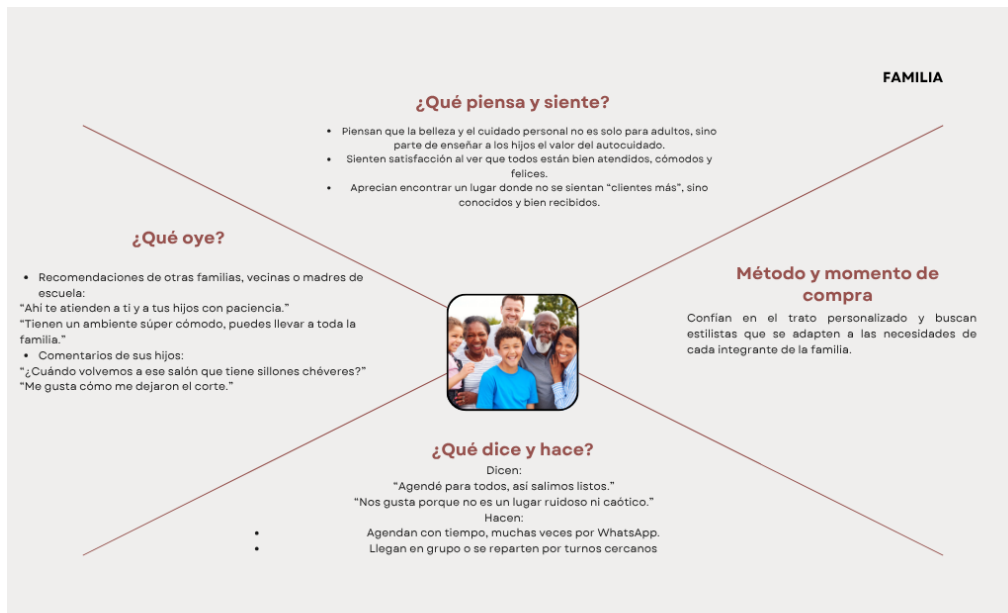 FAMILIA
¿Qué piensa y siente?
• Piensan que la belleza y el cuidado personal no es solo para adultos, sino
parte de enseñar a los hijos el valor del autocuidado.
• Sienten satisfacción al ver que todos están bien atendidos, cómodos y
felices.
• Aprecian encontrar un lugar donde no se sientan “clientes más”, sino
conocidos y bien recibidos.
¿Qué oye?
• Recomendaciones de otras familias, vecinas o madres de
escuela:
“Ahí te atienden a ti y a tus hijos con paciencia.”
“Tienen un ambiente súper cómodo, puedes llevar a toda la
familia.”
• Comentarios de sus hijos:
“¿Cuándo volvemos a ese salón que tiene sillones chéveres?”
“Me gusta cómo me dejaron el corte.”
Método y momento de
compra
Confían en el trato personalizado y buscan
estilistas que se adapten a las necesidades de
cada integrante de la familia.
¿Qué dice y hace?
Dicen:
“Agendé para todos, así salimos listos.”
“Nos gusta porque no es un lugar ruidoso ni caótico.”
Hacen:
• Agendan con tiempo, muchas veces por WhatsApp.
• Llegan en grupo o se reparten por turnos cercanos